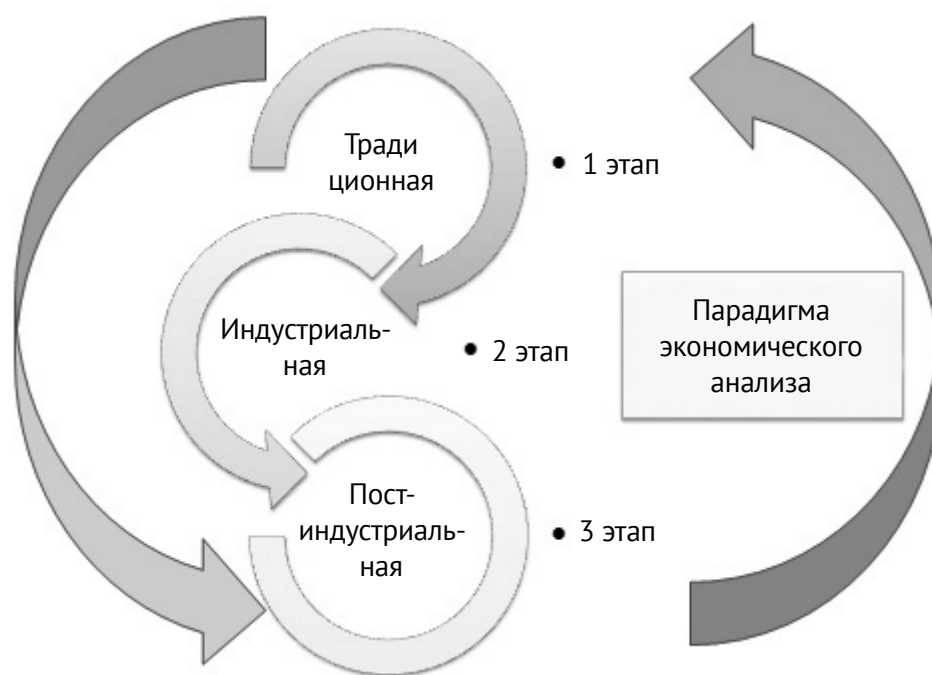 Тради
ционная
• 1 этап
Индустриаль-
ная
• 2 этап
Парадигма
экономического
анализа
Пост-
индустриаль-
ная
• 3 этап